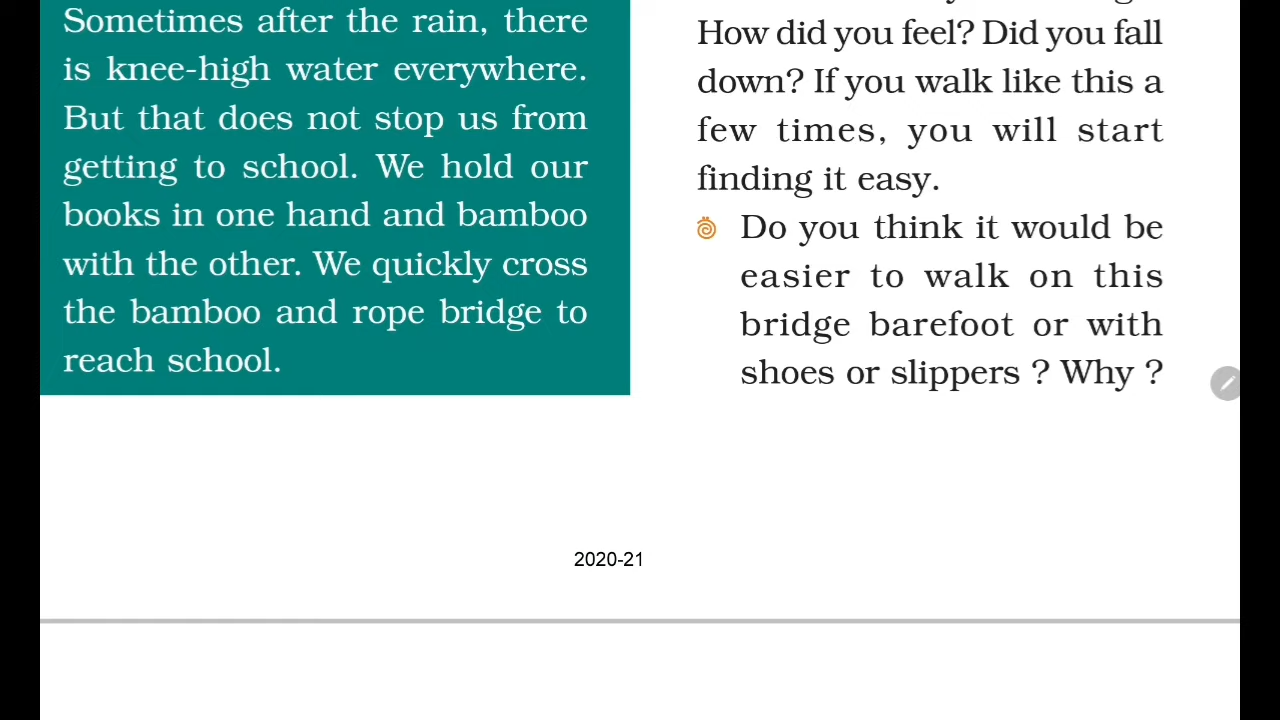 Sometimes after the rain, there
is knee-high water everywhere.
But that does not stop us from
getting to school. We hold our
books in one hand and bamboo
with the other. We quickly cross
the bamboo and rope bridge to
reach school.
How did you feel? Did you fall
down? If you walk like this a
few times, you will start
finding it easy.
Do you think it would be
easier to walk on this
bridge barefoot or with
shoes or slippers ? Why ?
2020-21